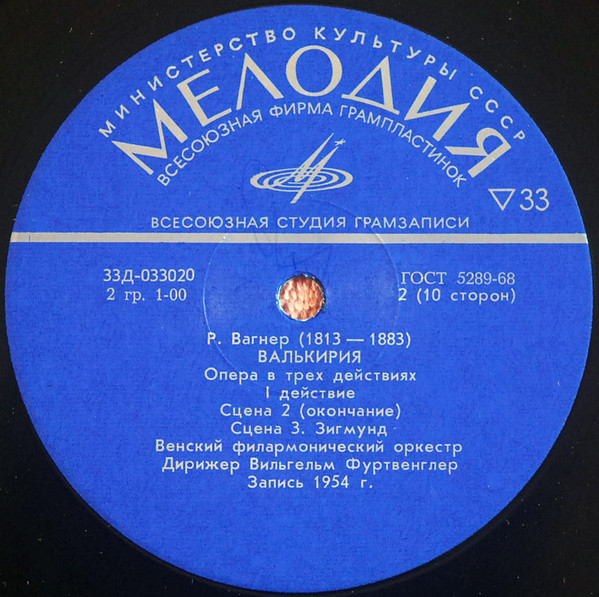 МИНИСТЕРСТВО КУЛЬТУРЫ СССР
МЕЛОДИЯ
ВСЕСОЮЗНАЯ ФИРМА ГРАМПЛАСТИНОК
▽33
ВСЕСОЮЗНАЯ СТУДИЯ ГРАМЗАПИСИ
33Д-033020 ГОСТ 5289-68
2 гр. 1-00 2 (10 сторон)
Р. Вагнер (1813 — 1883)
ВАЛЬКИРИЯ
Опера в трех действиях
I действие
Сцена 2 (окончание)
Сцена 3. Зигмунд
Венский филармонический оркестр
Дирижер Вильгельм Фуртвенглер
Запись 1954 г.